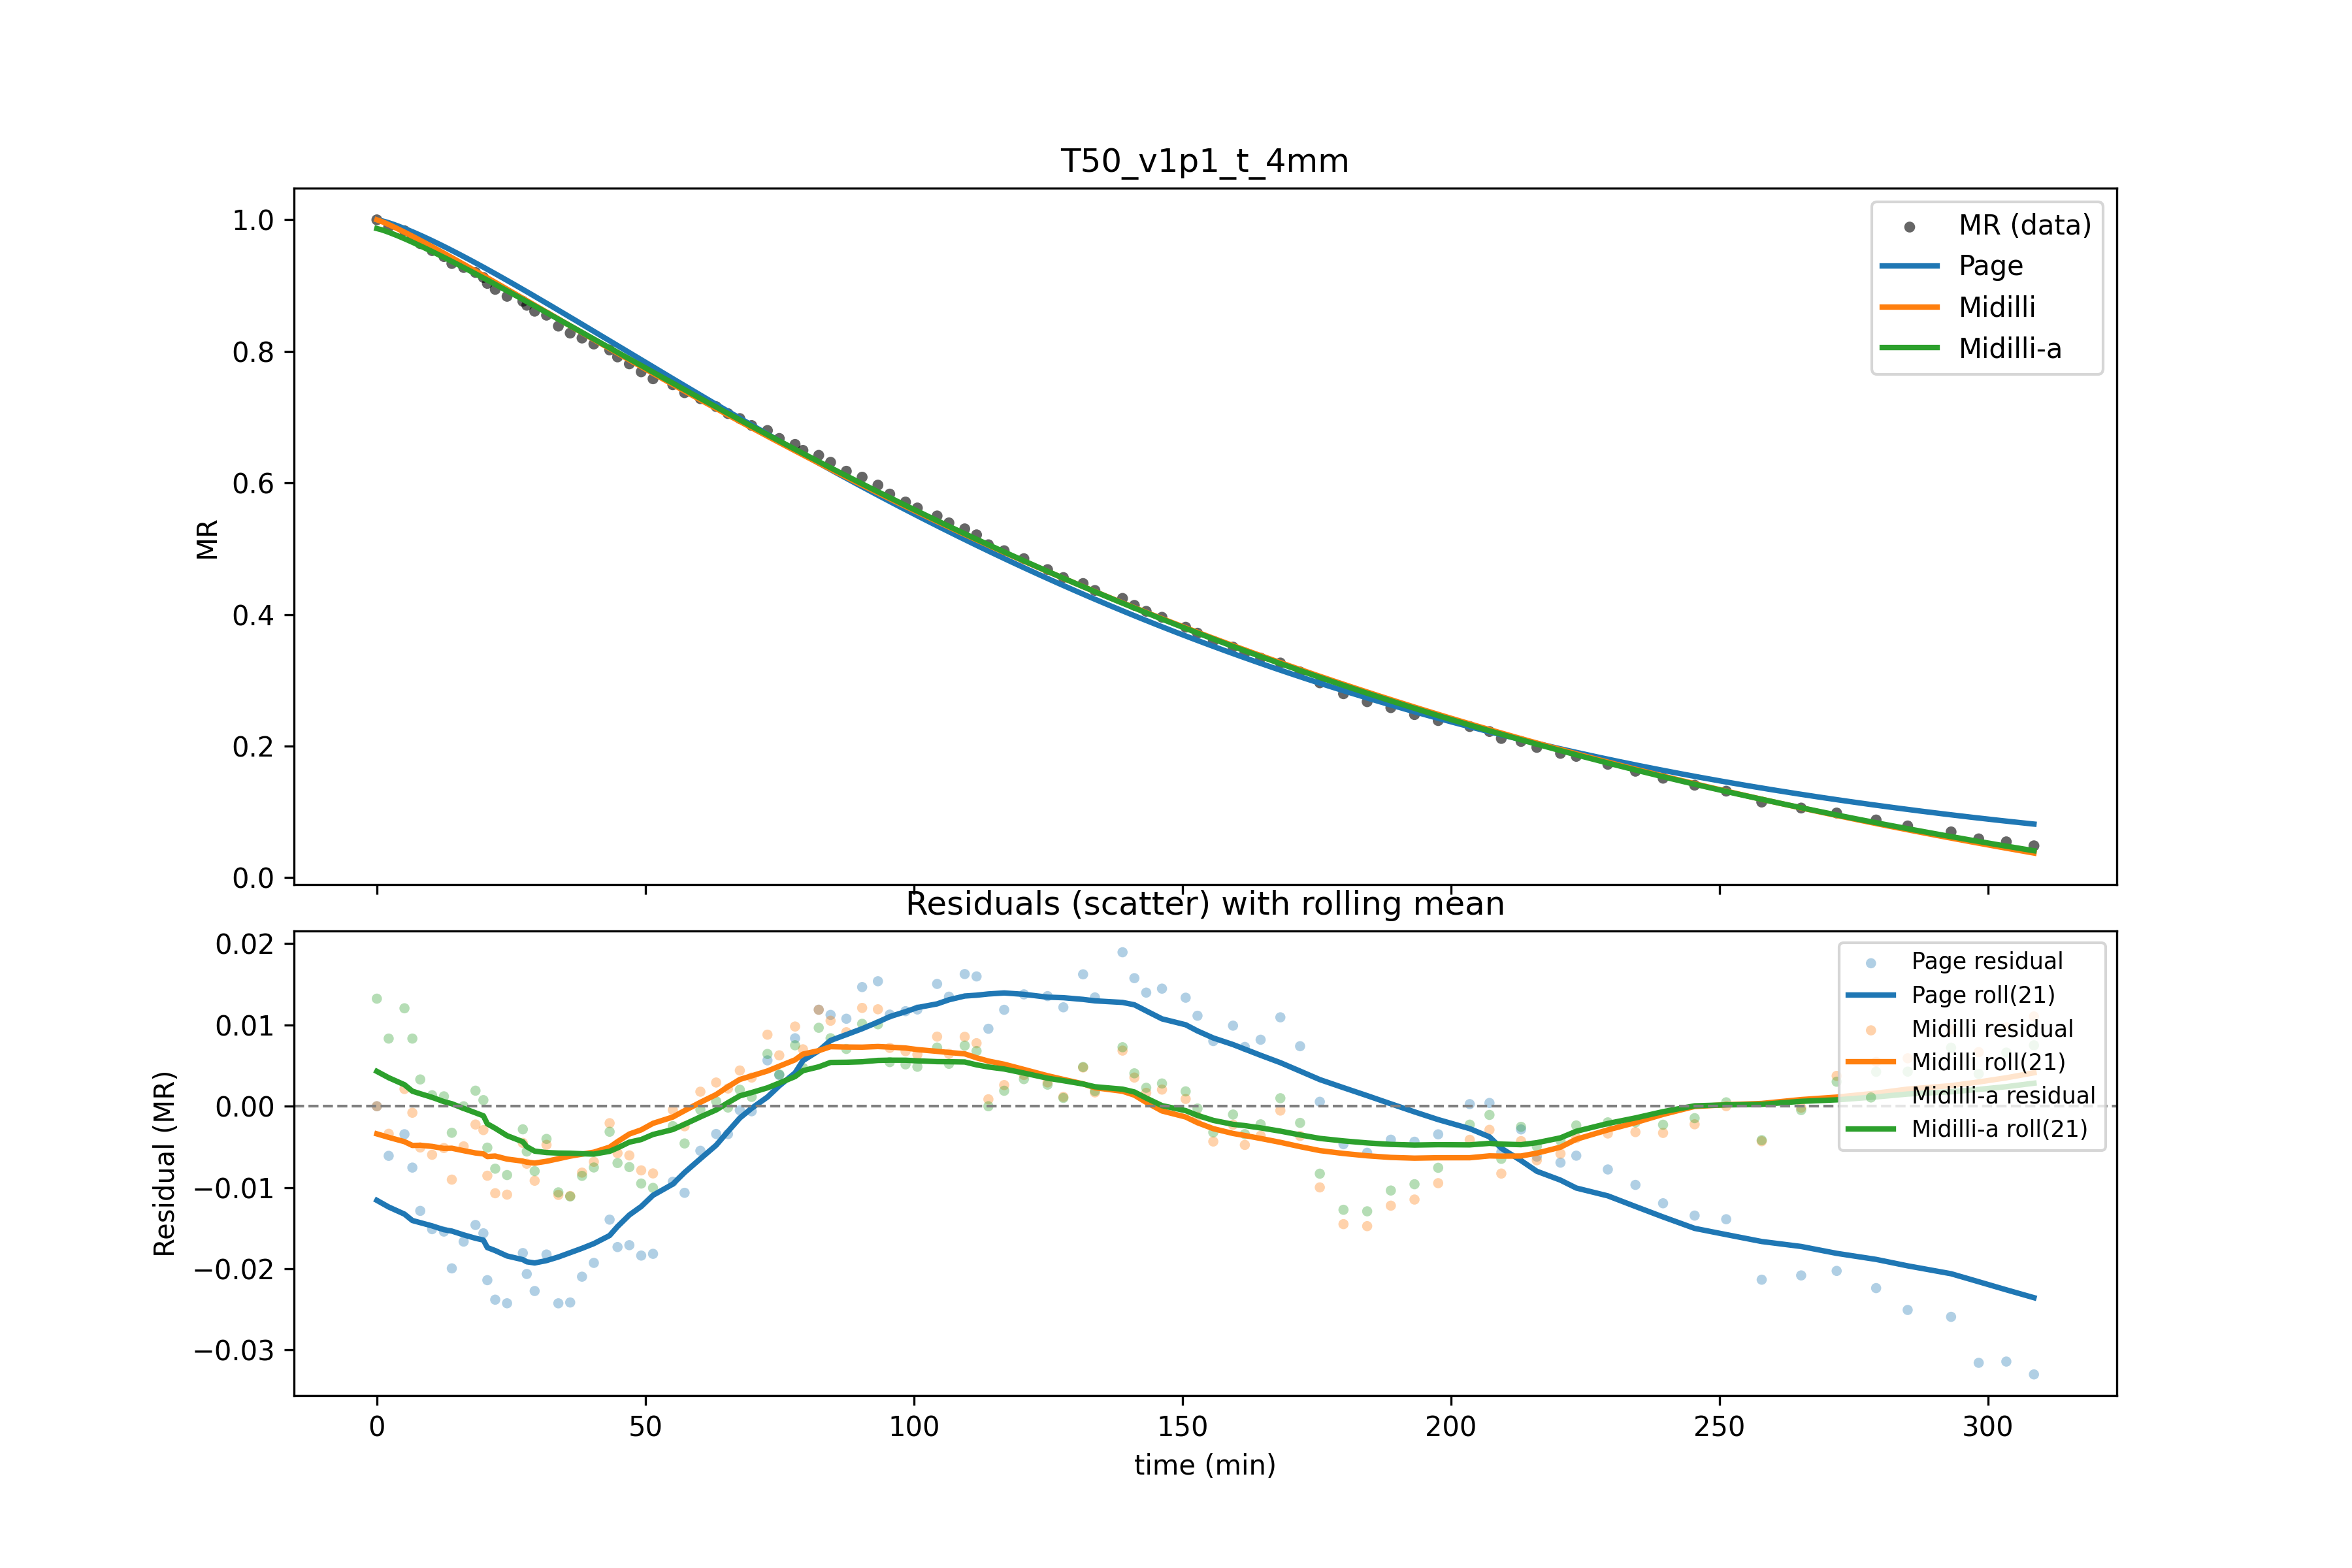 T50_v1p1_t_4mm
1.0
0.8
0.6
0.4
0.2
0.0
MR
MR (data)
Page
Midilli
Midilli-a
Residuals (scatter) with rolling mean
0.02
0.01
0.00
−0.01
−0.02
−0.03
Residual (MR)
Page residual
Page roll(21)
Midilli residual
Midilli roll(21)
Midilli-a residual
Midilli-a roll(21)
0 50 100 150 200 250 300
time (min)